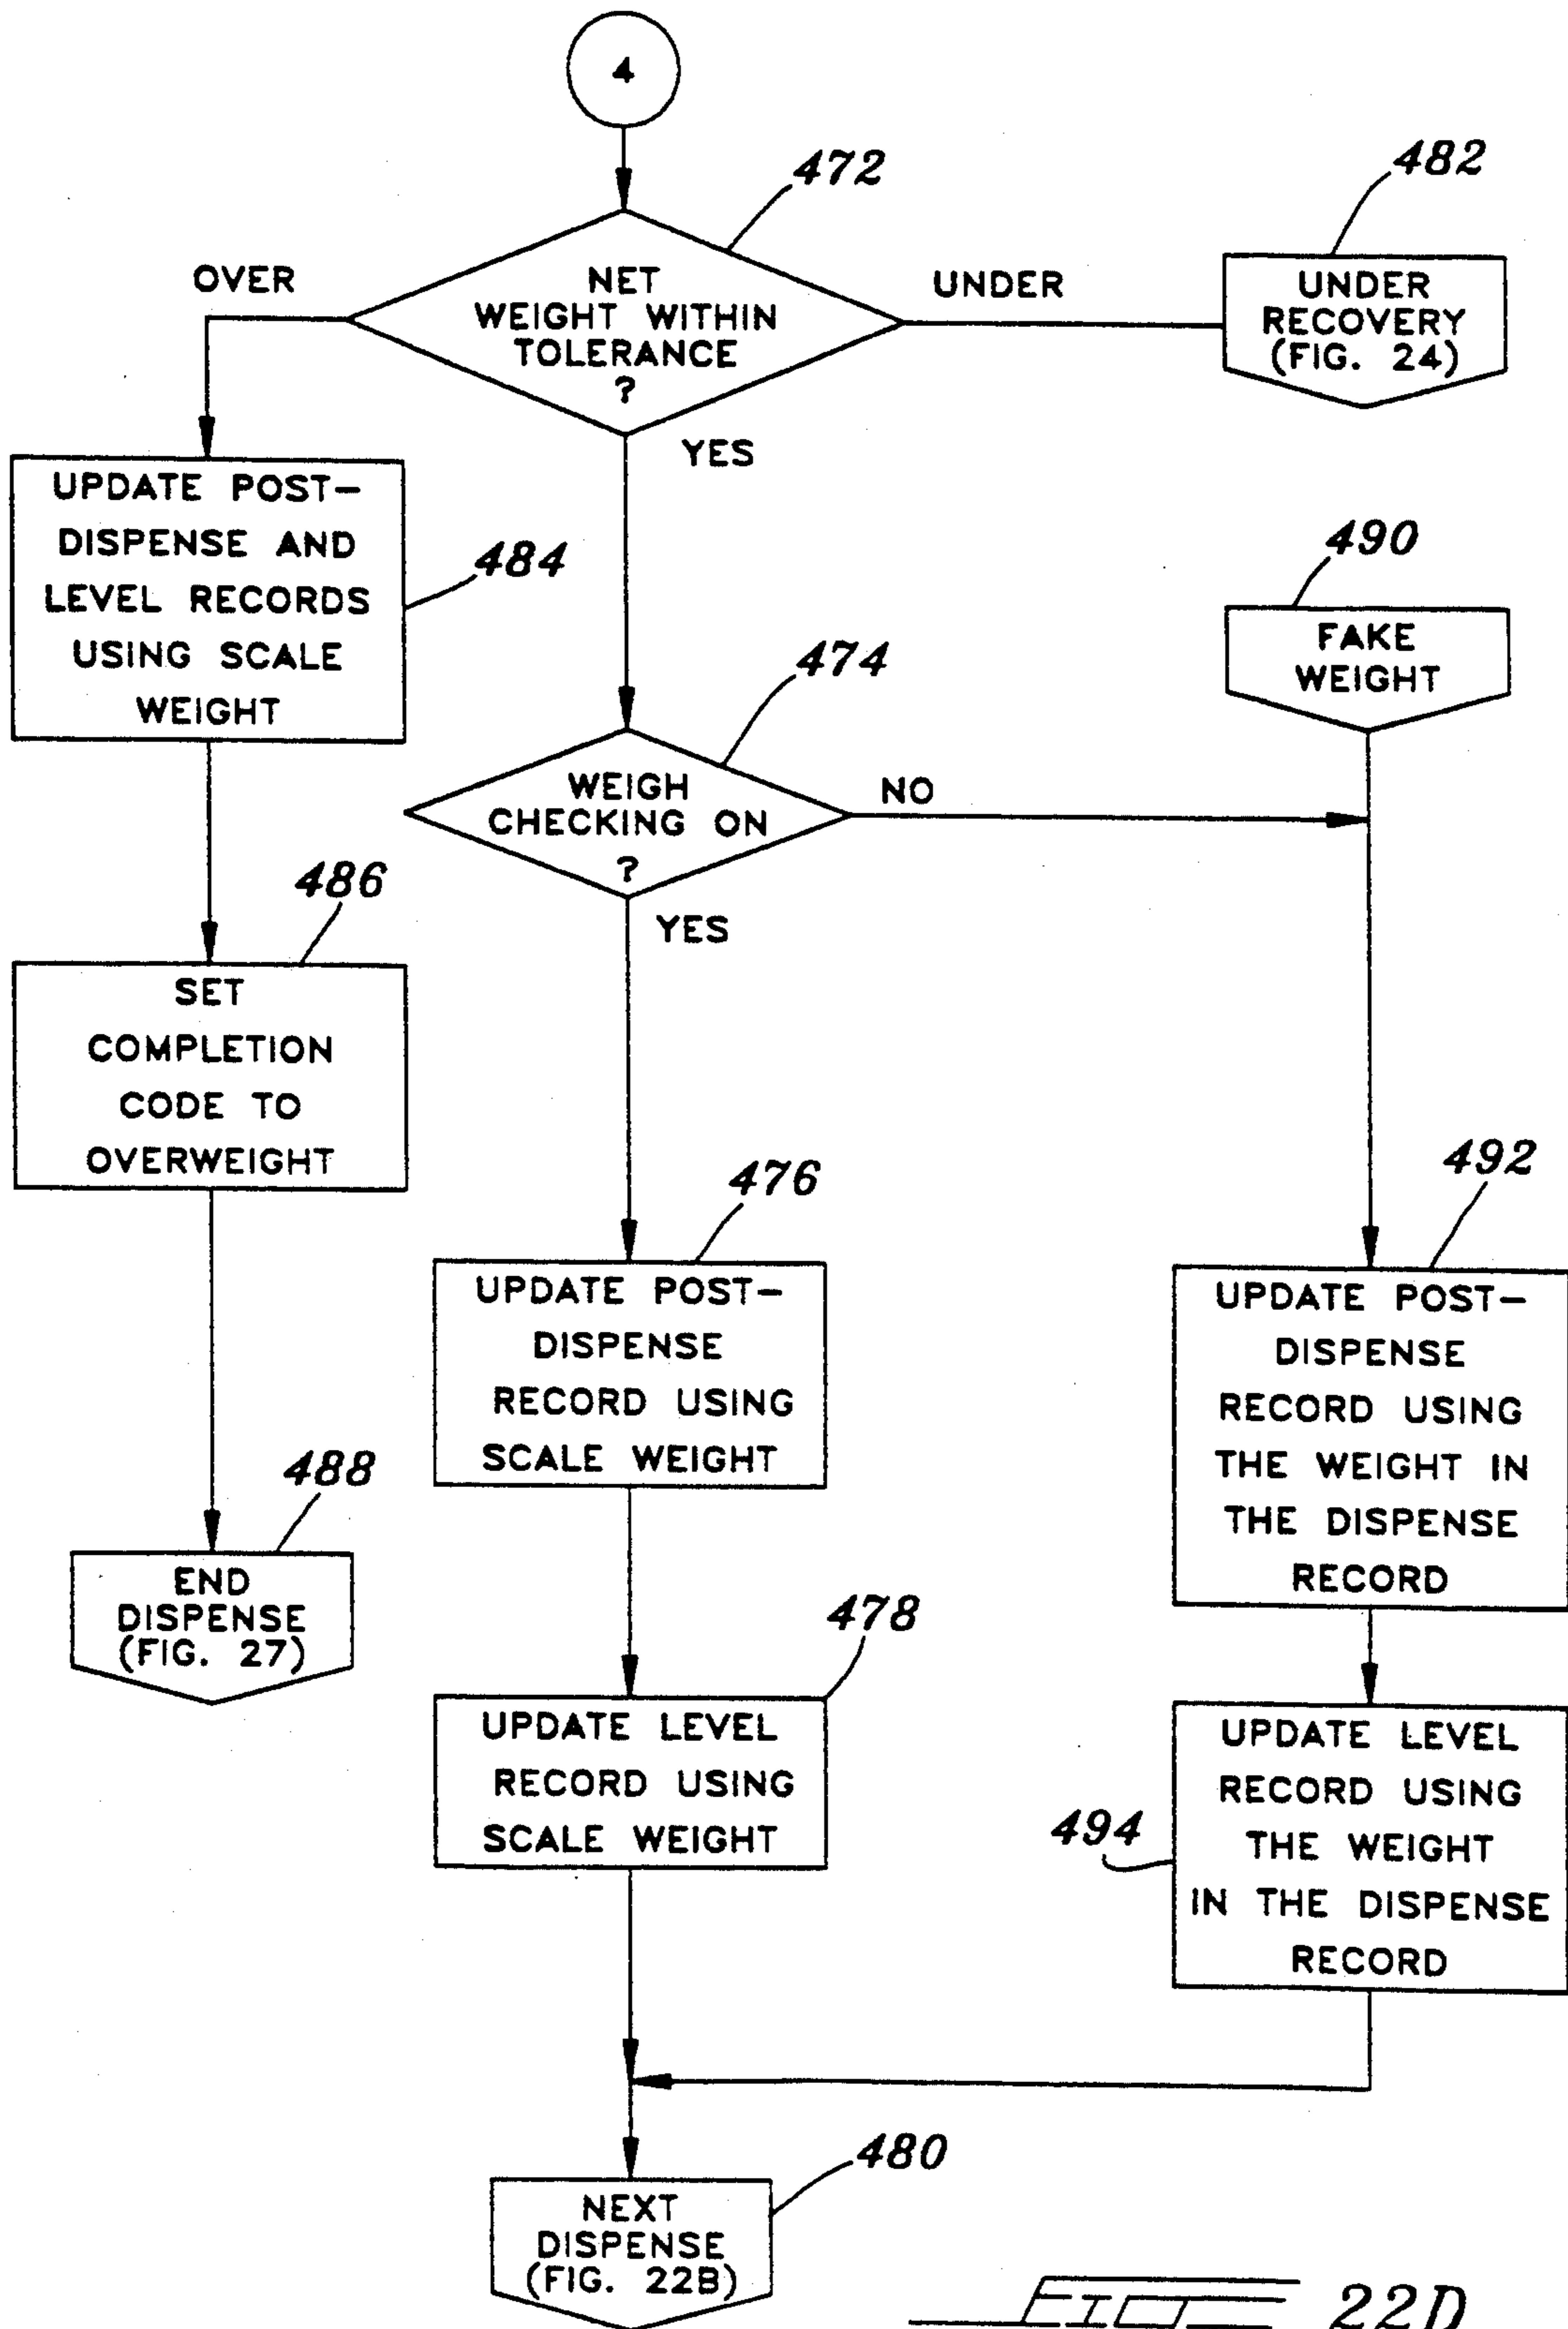 4
472
482
OVER
NET
WEIGHT WITHIN
TOLERANCE
?
UNDER
UNDER
RECOVERY
(FIG. 24)
YES
UPDATE POST-
DISPENSE AND
LEVEL RECORDS
USING SCALE
WEIGHT
484
490
FAKE
WEIGHT
474
WEIGH
CHECKING ON
?
NO
YES
486
SET
COMPLETION
CODE TO
OVERWEIGHT
476
492
UPDATE POST-
DISPENSE
RECORD USING
SCALE WEIGHT
UPDATE POST-
DISPENSE
RECORD USING
THE WEIGHT IN
THE DISPENSE
RECORD
488
END
DISPENSE
(FIG. 27)
478
UPDATE LEVEL
RECORD USING
SCALE WEIGHT
494
UPDATE LEVEL
RECORD USING
THE WEIGHT
IN THE DISPENSE
RECORD
480
NEXT
DISPENSE
(FIG. 22B)
FIG 22D